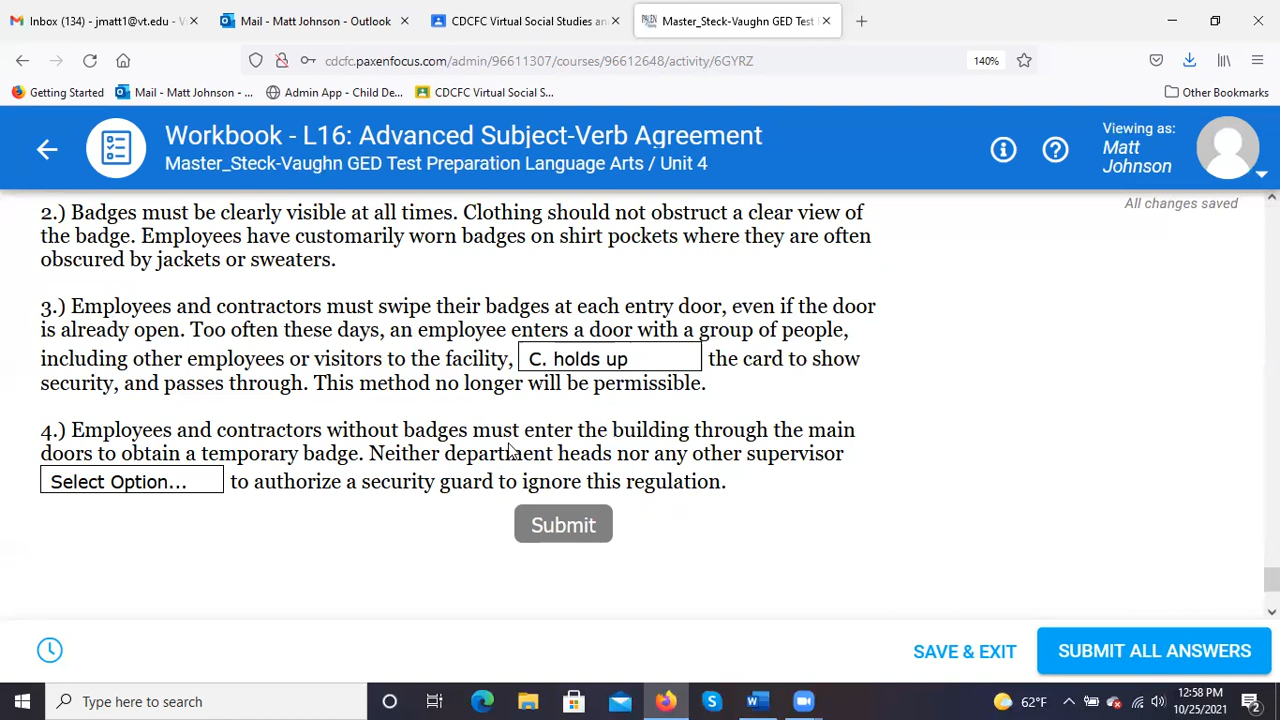 Inbox (134) - jmatt1@vt.edu - Vi
Mail - Matt Johnson - Outlook
CDCFC Virtual Social Studies an
Master_Steck-Vaughn GED Test
cdcfc.paxenfocus.com/admin/96611307/courses/96612648/activity/6GYRZ
140%
Getting Started
Mail - Matt Johnson - ...
Admin App - Child De...
CDCFC Virtual Social S...
Other Bookmarks
Workbook - L16: Advanced Subject-Verb Agreement
Master_Steck-Vaughn GED Test Preparation Language Arts / Unit 4
Viewing as:
Matt
Johnson
All changes saved
2.) Badges must be clearly visible at all times. Clothing should not obstruct a clear view of
the badge. Employees have customarily worn badges on shirt pockets where they are often
obscured by jackets or sweaters.
3.) Employees and contractors must swipe their badges at each entry door, even if the door
is already open. Too often these days, an employee enters a door with a group of people,
including other employees or visitors to the facility, C. holds up the card to show
security, and passes through. This method no longer will be permissible.
4.) Employees and contractors without badges must enter the building through the main
doors to obtain a temporary badge. Neither department heads nor any other supervisor
Select Option... to authorize a security guard to ignore this regulation.
Submit
SAVE & EXIT
SUBMIT ALL ANSWERS
Type here to search
62°F
12:58 PM
10/25/2021
2